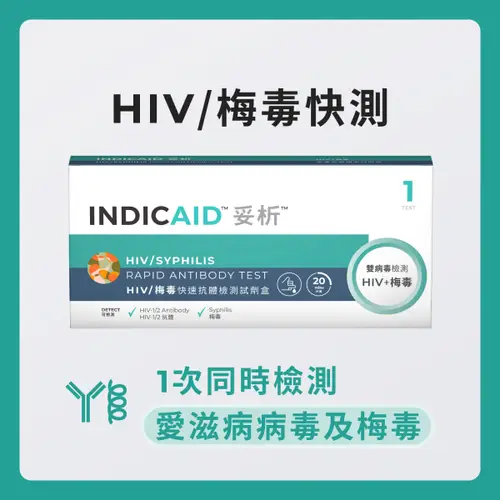 HIV/梅毒快測
INDICAID 妥析
1
TEST
INDICAID™ 妥析™
HIV/SYPHILIS
RAPID ANTIBODY TEST
HIV/梅毒快速抗體檢測試劑盒
20
雙病毒檢測
HIV+梅毒
DETECT
可檢測
HIV-1/2 Antibody
HIV-1/2 抗體
Syphilis
梅毒
1次同時檢測
愛滋病病毒及梅毒